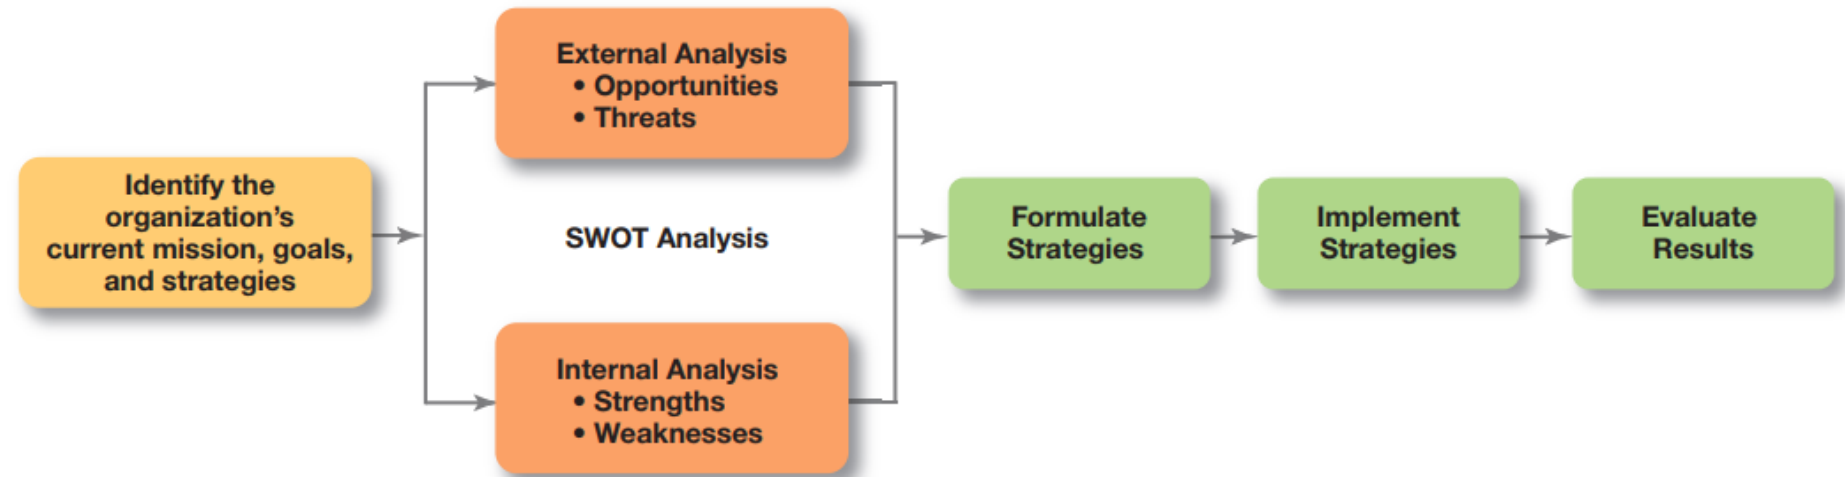 Identify the
organization's
current mission, goals,
and strategies
External Analysis
• Opportunities
• Threats
SWOT Analysis
Internal Analysis
• Strengths
• Weaknesses
Formulate
Strategies
Implement
Strategies
Evaluate
Results